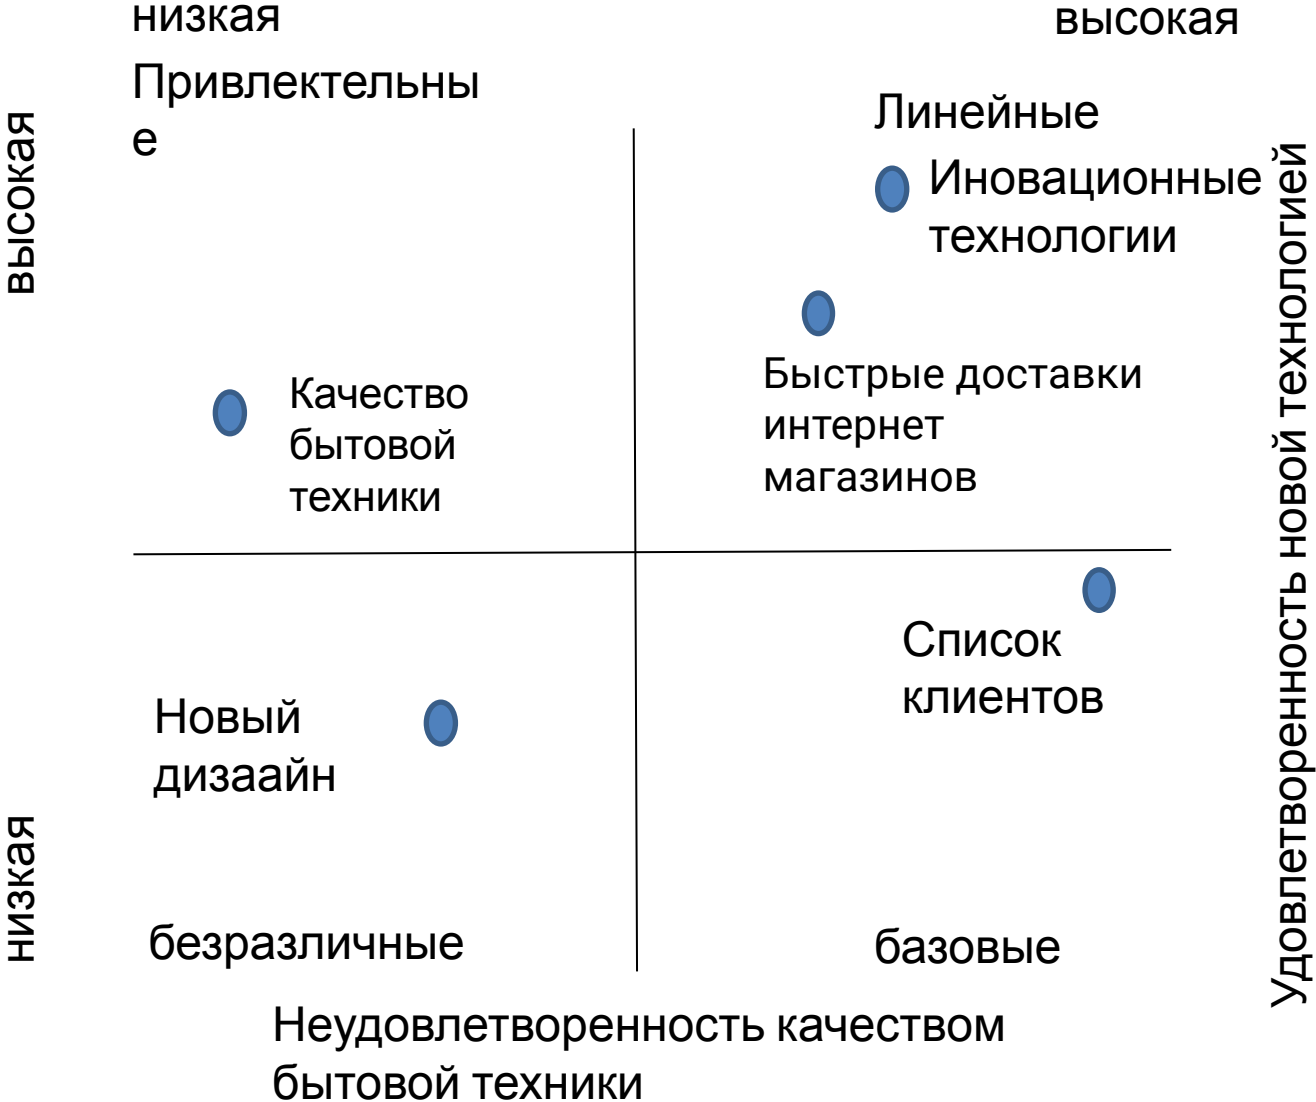 низкая
высокая
Привлектельны
е
Линейные
высокая
Иновационные
технологии
Качество
бытовой
техники
Быстрые доставки
интернет
магазинов
Удовлетворенность новой технологией
Список
клиентов
Новый
дизаайн
низкая
безразличные
базовые
Неудовлетворенность качеством
бытовой техники